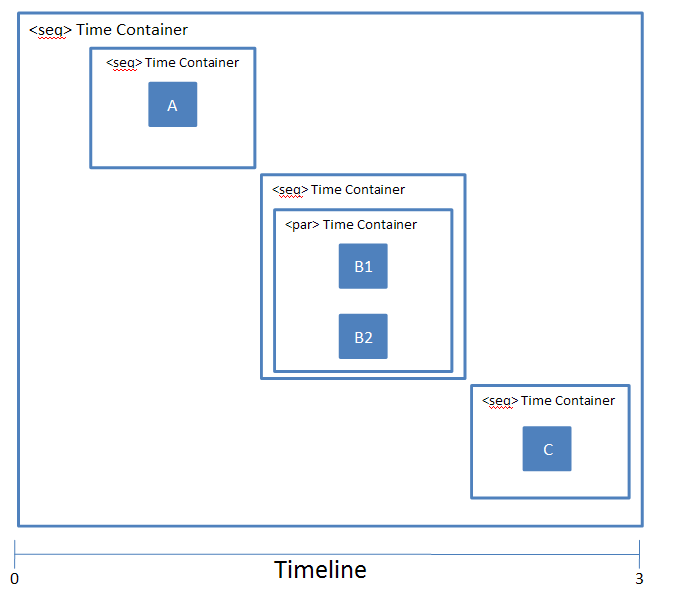 <seq> Time Container
<seq> Time Container
A
<seq> Time Container
<par> Time Container
B1
B2
<seq> Time Container
C
Timeline
0
3